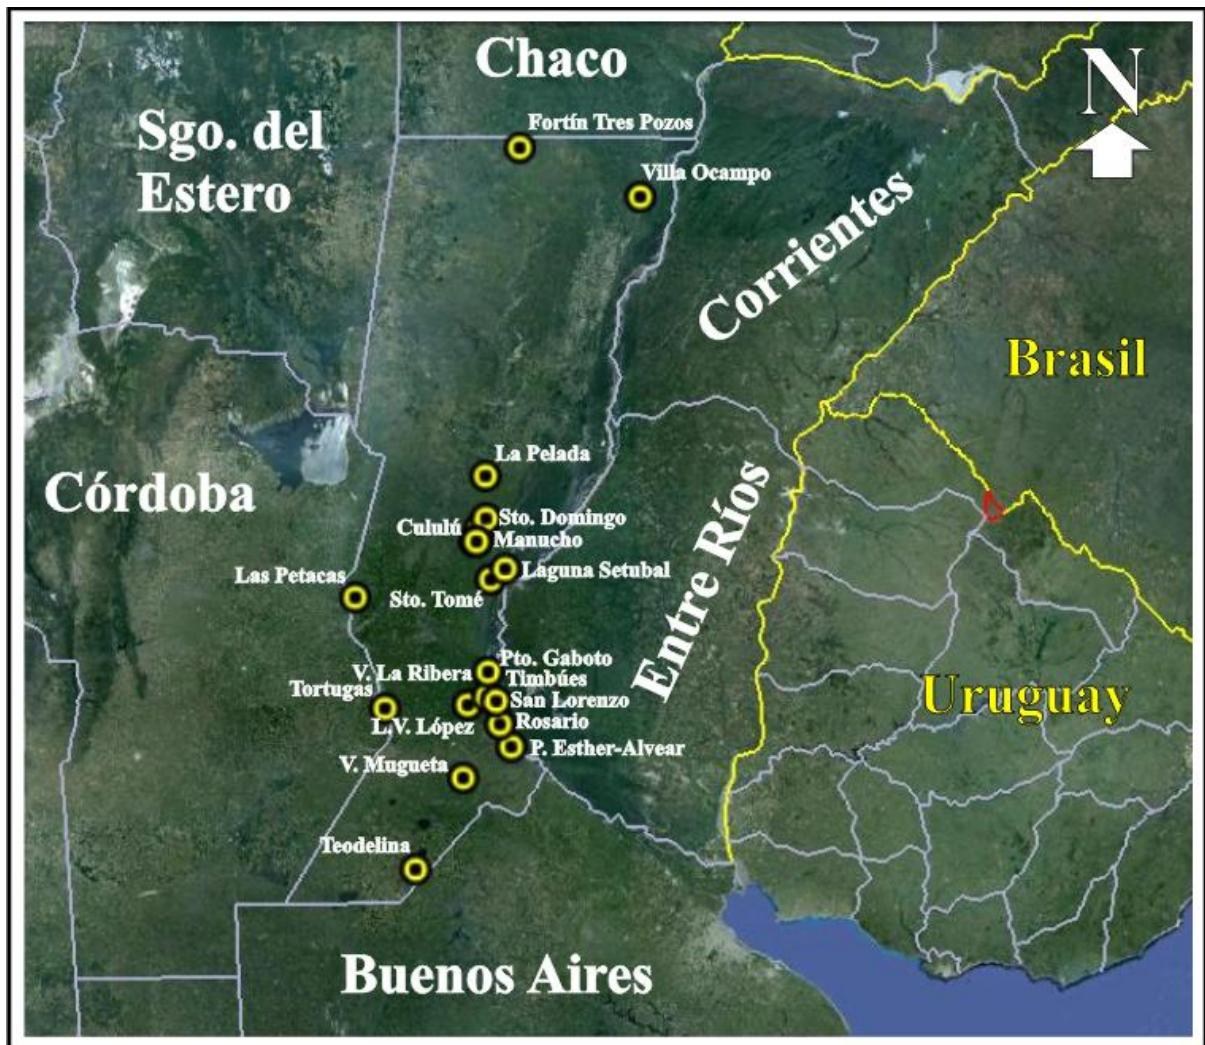 Chaco
N
Fortín Tres Pozos
Sgo. del
Estero
Villa Ocampo
Corrientes
Brasil
La Pelada
Córdoba
Sto. Domingo
Cululú
Manucho
Laguna Setubal
Las Petacas
Sto. Tomé
Entre Ríos
Pto. Gaboto
V. La Ribera
Timbúes
Tortugas
San Lorenzo
Uruguay
L.V. López
Rosario
P. Esther-Alvear
V. Mugueta
Teodelina
Buenos Aires